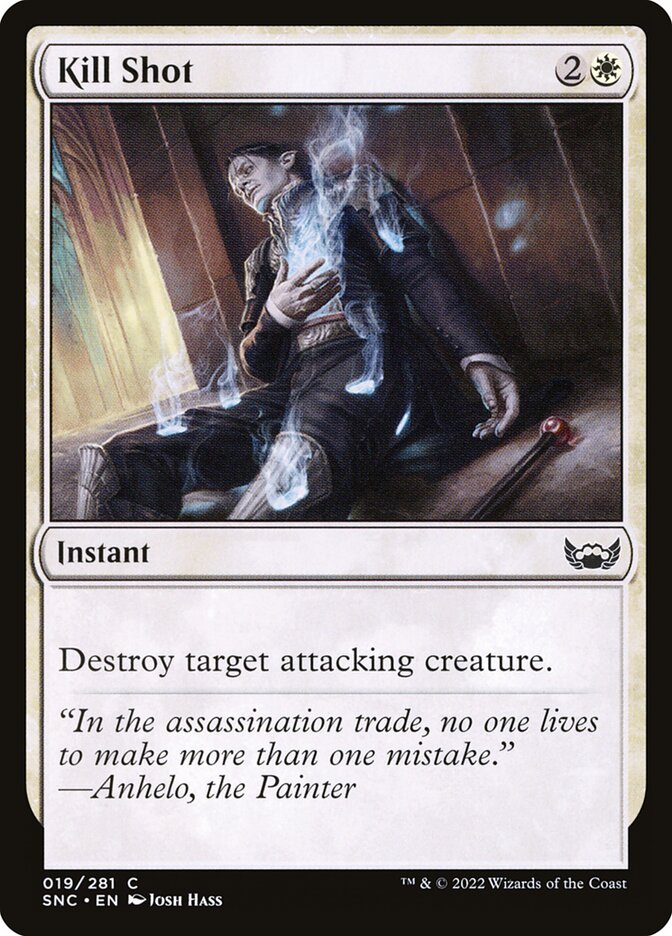 Kill Shot 2
Instant
Destroy target attacking creature.
“In the assassination trade, no one lives
to make more than one mistake.”
—Anhelo, the Painter
019/281 C
SNC • EN Josh Hass
™ & © 2022 Wizards of the Coast